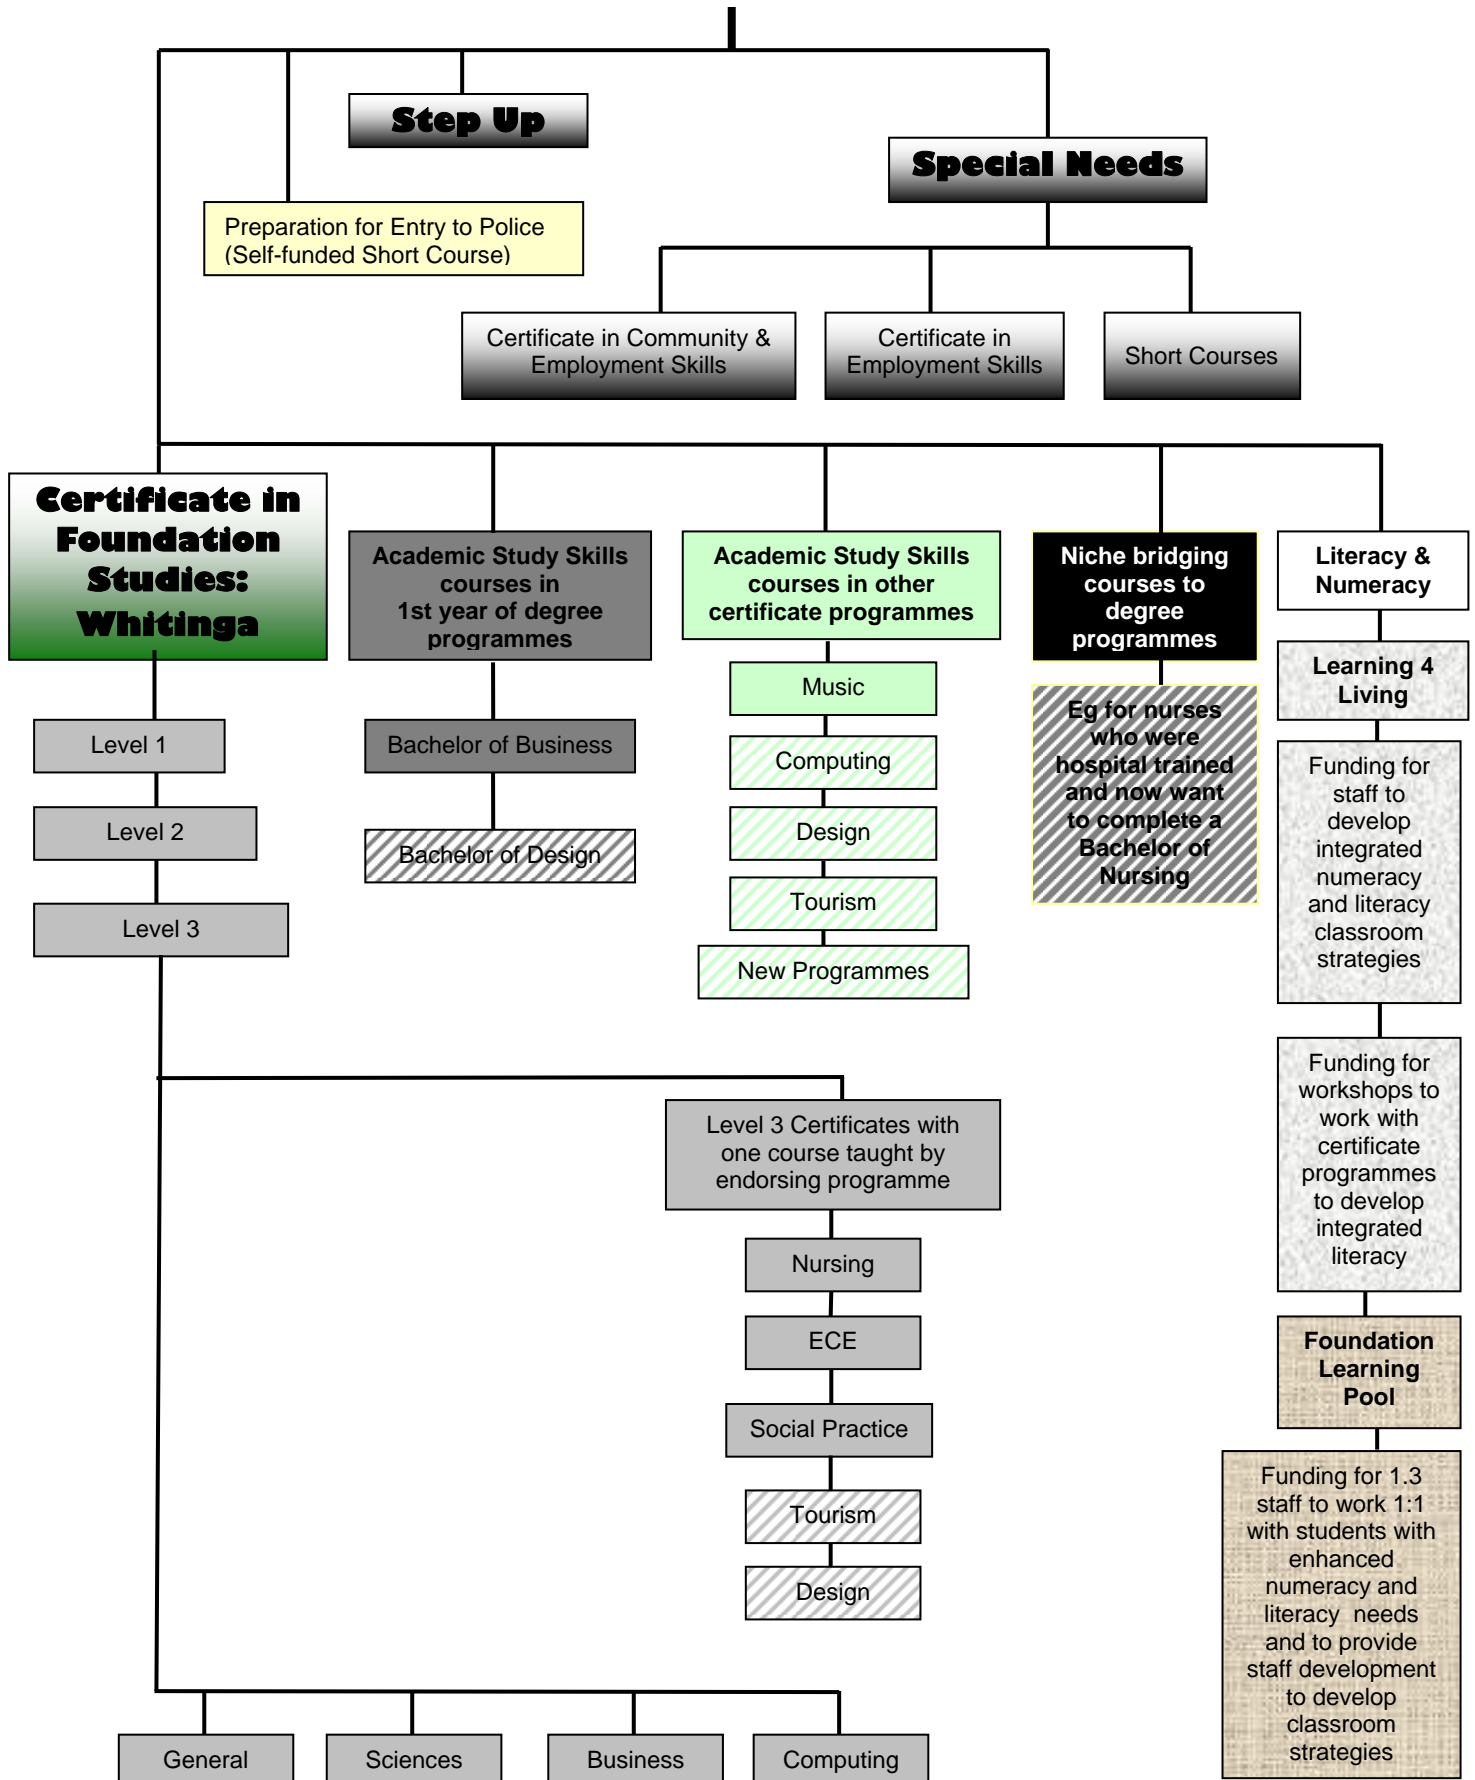 Step Up
Special Needs
Preparation for Entry to Police
(Self-funded Short Course)
Certificate in Community &
Employment Skills
Certificate in
Employment Skills
Short Courses
Certificate in
Foundation
Studies:
Whitinga
Academic Study Skills
courses in
1st year of degree
programmes
Academic Study Skills
courses in other
certificate programmes
Niche bridging
courses to
degree
programmes
Literacy &
Numeracy
Level 1
Level 2
Level 3
Bachelor of Business
Bachelor of Design
Music
Computing
Design
Tourism
New Programmes
Eg for nurses
who were
hospital trained
and now want
to complete a
Bachelor of
Nursing
Learning 4
Living
Funding for
staff to
develop
integrated
numeracy
and literacy
classroom
strategies
Funding for
workshops to
work with
certificate
programmes
to develop
integrated
literacy
Foundation
Learning
Pool
Funding for 1.3
staff to work 1:1
with students with
enhanced
numeracy and
literacy needs
and to provide
staff development
to develop
classroom
strategies
Level 3 Certificates with
one course taught by
endorsing programme
Nursing
ECE
Social Practice
Tourism
Design
General
Sciences
Business
Computing